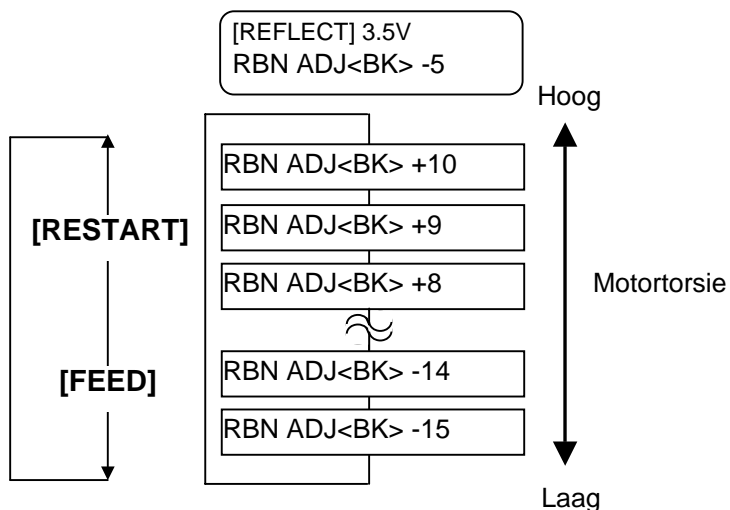 [REFLECT] 3.5V
RBN ADJ<BK> -5
Hoog
RBN ADJ<BK> +10
[RESTART]
RBN ADJ<BK> +9
RBN ADJ<BK> +8
Motortorsie
[FEED]
RBN ADJ<BK> -14
RBN ADJ<BK> -15
Laag